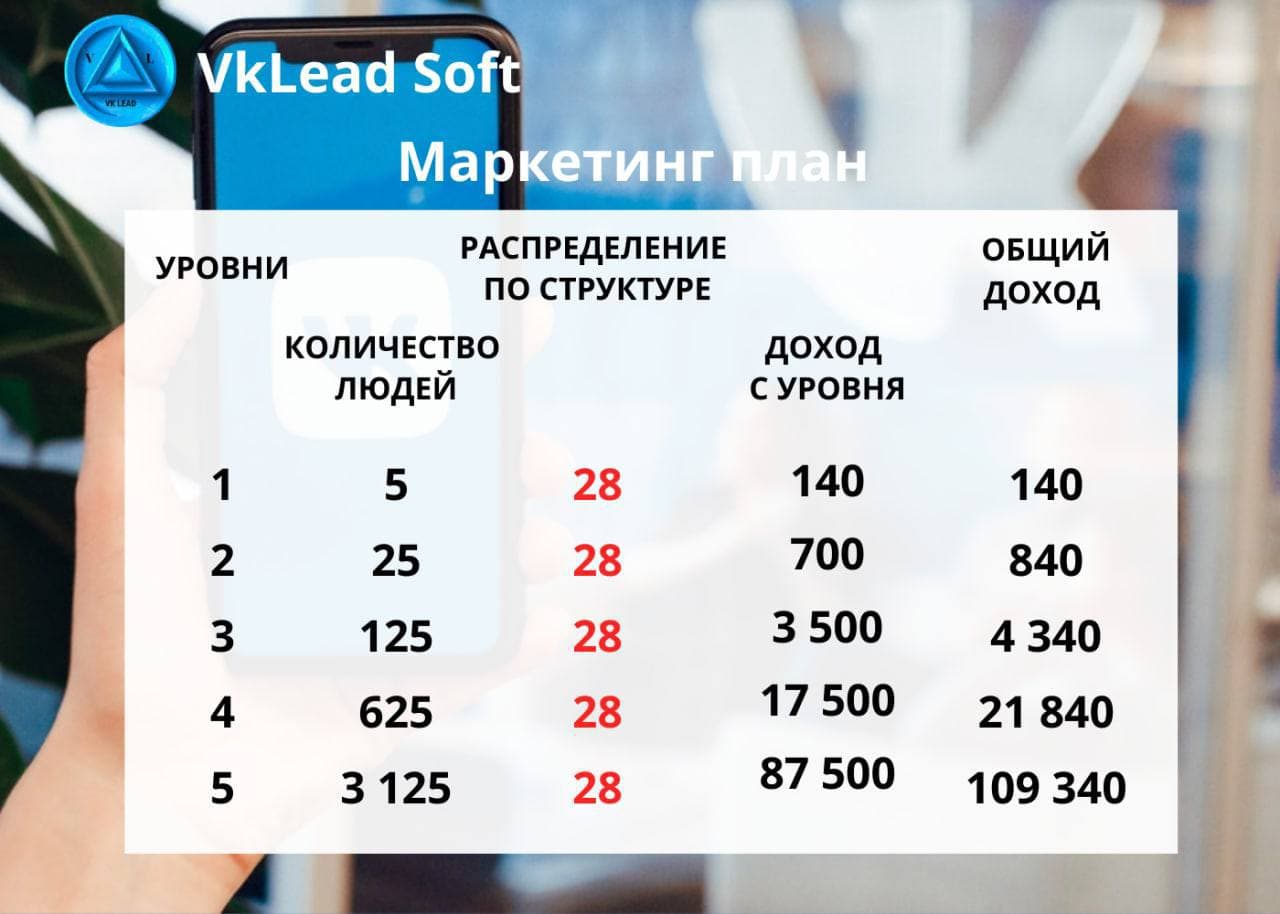 V L
VK LEAD
VkLead Soft
Маркетинг план
УРОВНИ
РАСПРЕДЕЛЕНИЕ
ПО СТРУКТУРЕ
ОБЩИЙ
ДОХОД
КОЛИЧЕСТВО
ЛЮДЕЙ
ДОХОД
С УРОВНЯ
1 5 28 140 140
2 25 28 700 840
3 125 28 3 500 4 340
4 625 28 17 500 21 840
5 3 125 28 87 500 109 340